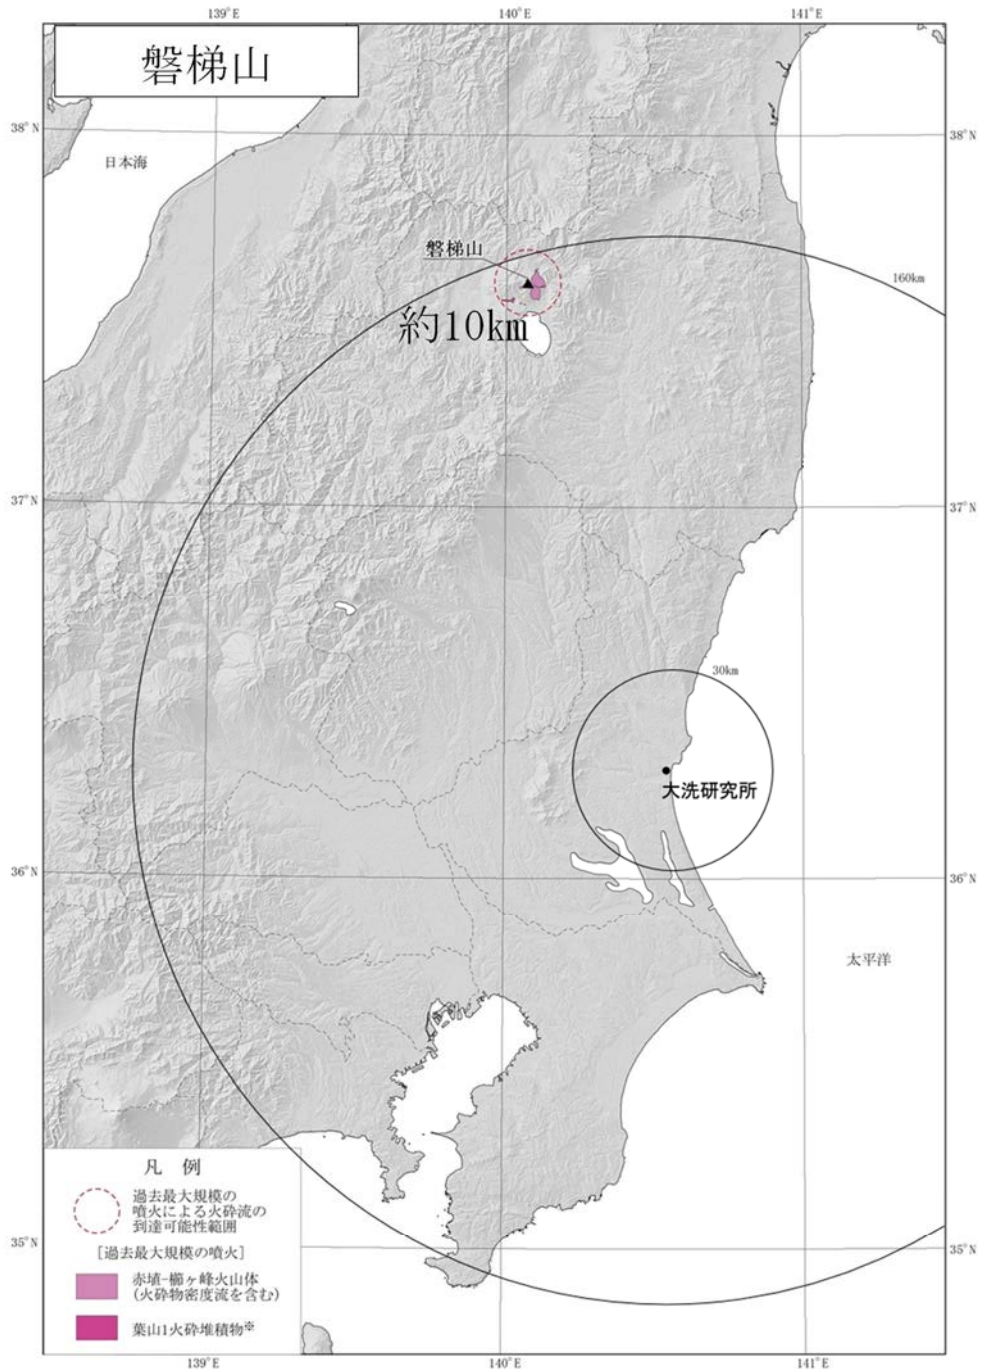 139°E
140°E
141°E
磐梯山
38°N
38°N
日本海
磐梯山
160km
約10km
37°N
37°N
30km
大洗研究所
36°N
36°N
太平洋
凡 例
過去最大規模の
噴火による火砕流の
到達可能性範囲
35°N
35°N
[過去最大規模の噴火]
赤埴-櫛ヶ峰火山体
(火砕物密度流を含む)
葉山1火砕堆積物※
139°E
140°E
141°E